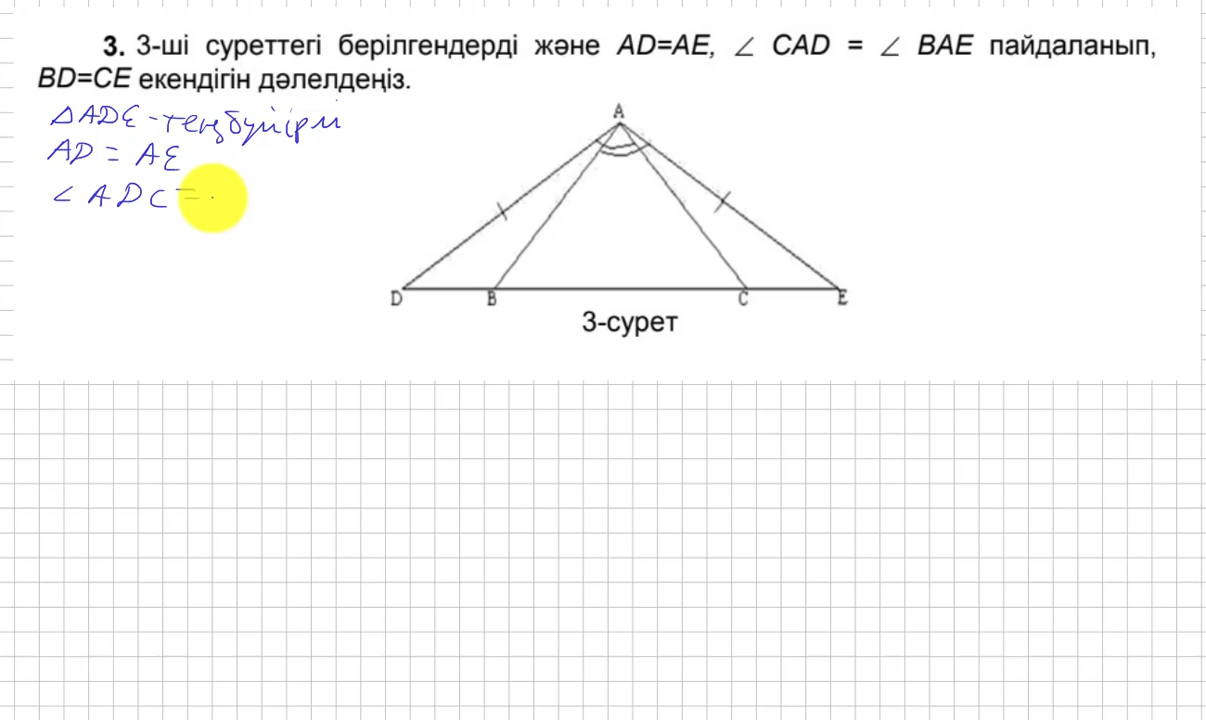 3. 3-ші суреттегі берілгендерді және AD=AE, ∠ CAD = ∠ BAE пайдаланып,
BD=CE екендігін дәлелдеңіз.
△ADE - теңбүйірлі
AD = AE
∠ADC =
A
D B C E
3-сурет